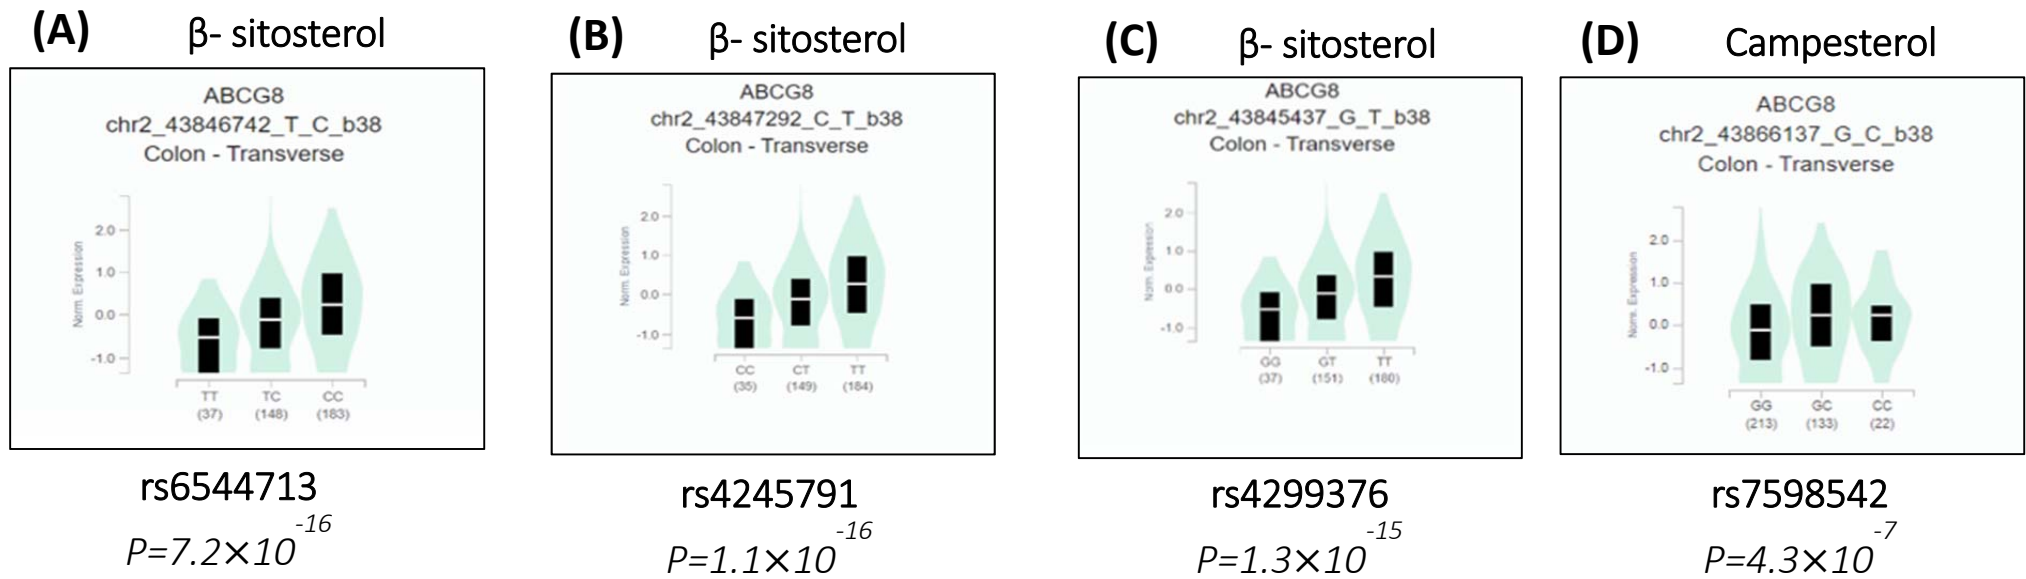 (A) β- sitosterol
ABCG8
chr2_43846742_T_C_b38
Colon - Transverse
Norm. Expression
2.0
1.0
0.0
-1.0
TT TC CC
(37) (148) (183)
rs6544713
P=7.2×10-16
(B) β- sitosterol
ABCG8
chr2_43847292_C_T_b38
Colon - Transverse
Norm. Expression
2.0
1.0
0.0
-1.0
CC CT TT
(35) (149) (184)
rs4245791
P=1.1×10-16
(C) β- sitosterol
ABCG8
chr2_43845437_G_T_b38
Colon - Transverse
Norm. Expression
2.0
1.0
0.0
-1.0
GG GT TT
(37) (151) (180)
rs4299376
P=1.3×10-15
(D) Campesterol
ABCG8
chr2_43866137_G_C_b38
Colon - Transverse
Norm. Expression
2.0
1.0
0.0
-1.0
GG GC CC
(213) (133) (22)
rs7598542
P=4.3×10-7